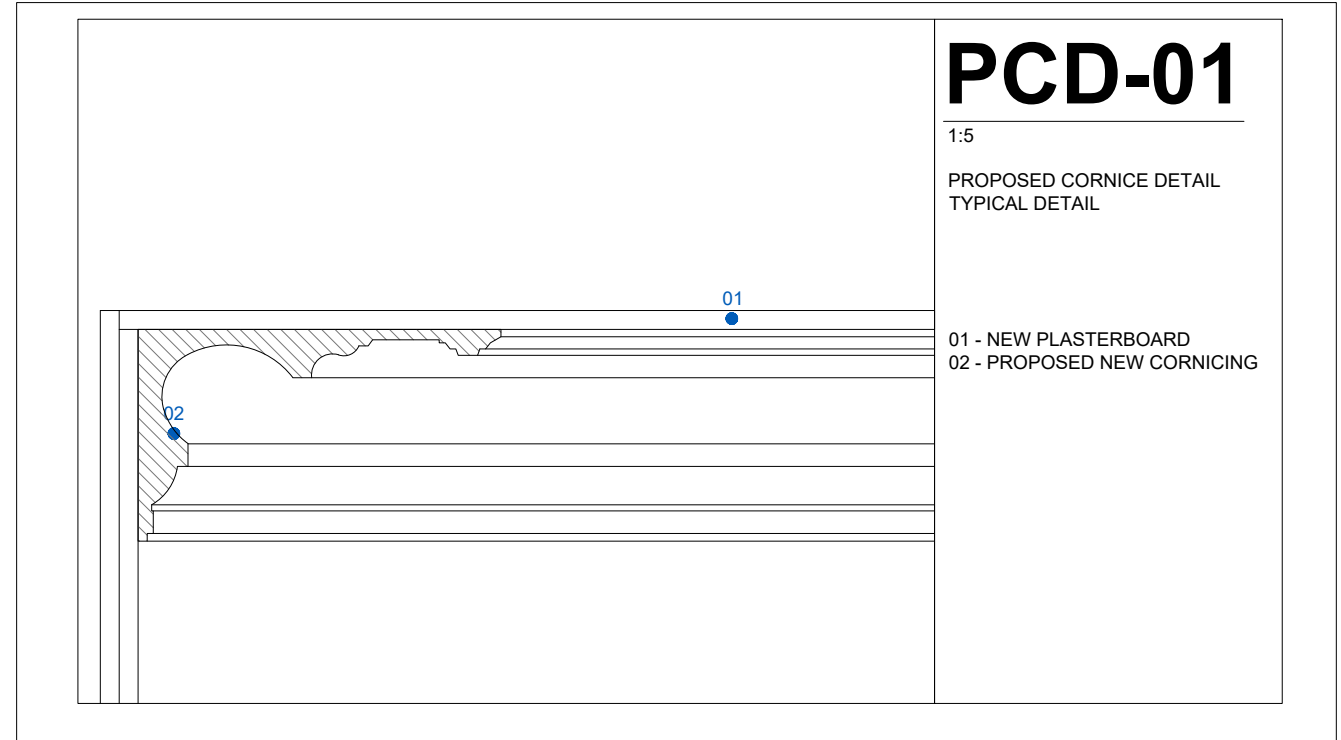 PCD-01
1:5
PROPOSED CORNICE DETAIL
TYPICAL DETAIL
01
01 - NEW PLASTERBOARD
02 - PROPOSED NEW CORNICING
02